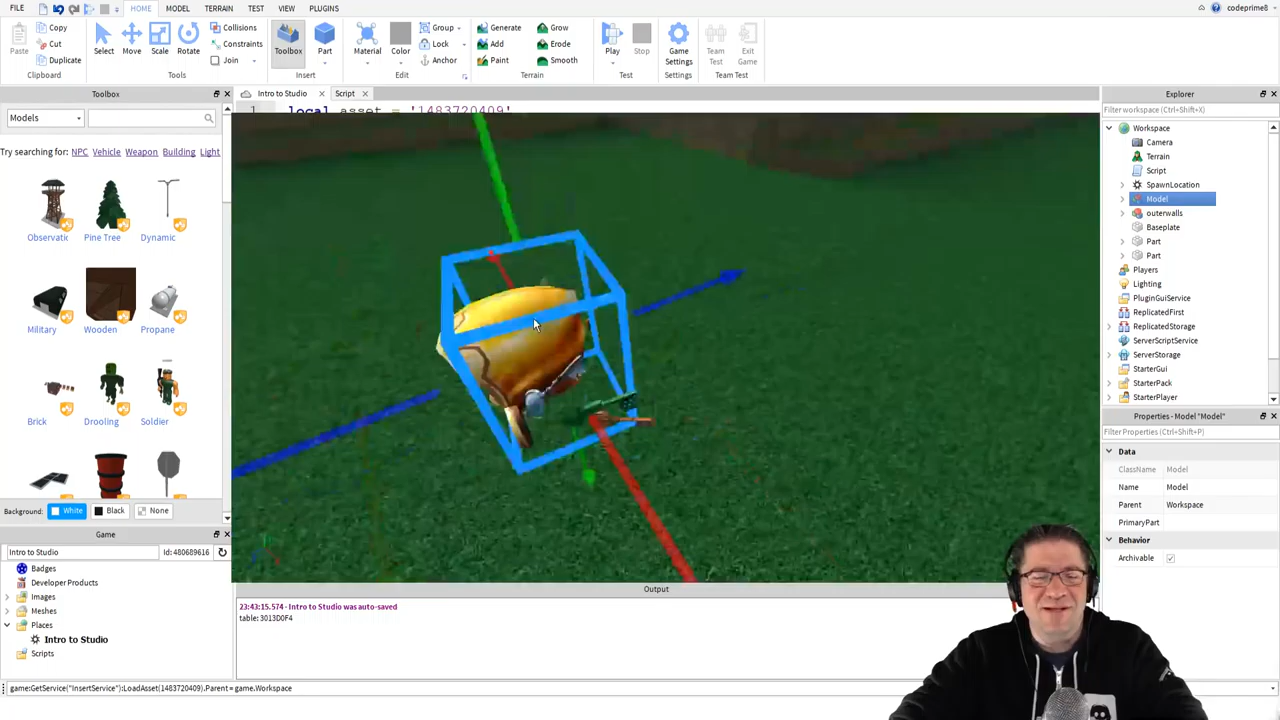 FILE
HOME
MODEL
TERRAIN
TEST
VIEW
PLUGINS
codeprime8
Paste
Copy
Cut
Duplicate
Clipboard
Select
Move
Scale
Rotate
Collisions
Constraints
Join
Tools
Toolbox
Part
Insert
Material
Color
Group
Lock
Anchor
Edit
Generate
Add
Paint
Grow
Erode
Smooth
Terrain
Play
Stop
Test
Game
Settings
Settings
Team
Test
Exit
Game
Team Test
Toolbox
Models
Try searching for: NPC Vehicle Weapon Building Light
Observatic
Pine Tree
Dynamic
Military
Wooden
Propane
Brick
Drooling
Soldier
Background: White Black None
Game
Intro to Studio
Id: 480689616
Badges
Developer Products
Images
Meshes
Places
Intro to Studio
Scripts
Intro to Studio
Script
1 local asset = '1483720409'
Output
23:43:15.574 - Intro to Studio was auto-saved
table: 3013D0F4
game:GetService("InsertService"):LoadAsset(1483720409).Parent = game.Workspace
Explorer
Filter workspace (Ctrl+Shift+X)
Workspace
Camera
Terrain
Script
SpawnLocation
Model
outerwalls
Baseplate
Part
Part
Players
Lighting
PluginGuiService
ReplicatedFirst
ReplicatedStorage
ServerScriptService
ServerStorage
StarterGui
StarterPack
StarterPlayer
Properties - Model "Model"
Filter Properties (Ctrl+Shift+P)
Data
ClassName Model
Name Model
Parent Workspace
PrimaryPart
Behavior
Archivable